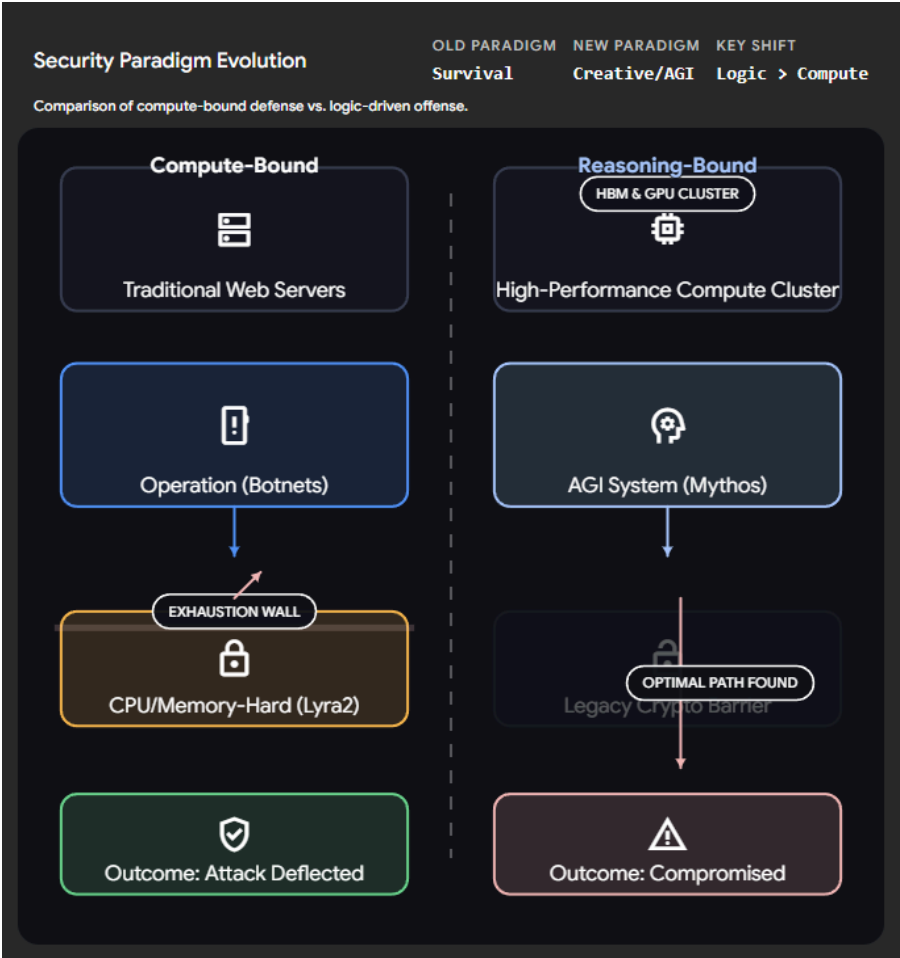 Security Paradigm Evolution
OLD PARADIGM
Survival
NEW PARADIGM
Creative/AGI
KEY SHIFT
Logic > Compute
Comparison of compute-bound defense vs. logic-driven offense.
Compute-Bound
Traditional Web Servers
Operation (Botnets)
EXHAUSTION WALL
CPU/Memory-Hard (Lyra2)
Outcome: Attack Deflected
Reasoning-Bound
HBM & GPU CLUSTER
High-Performance Compute Cluster
AGI System (Mythos)
OPTIMAL PATH FOUND
Legacy Crypto Barrier
Outcome: Compromised